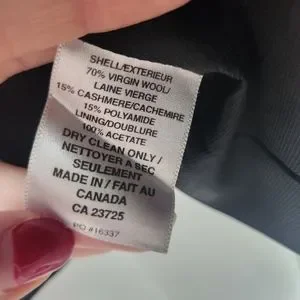 SHELL/EXTERIEUR
70% VIRGIN WOOL/
LAINE VIERGE
15% CASHMERE/CACHEMIRE
15% POLYAMIDE
LINING/DOUBLURE
100% ACETATE
DRY CLEAN ONLY /
NETTOYER A SEC
SEULEMENT
MADE IN / FAIT AU
CANADA
CA 23725
PO #16337